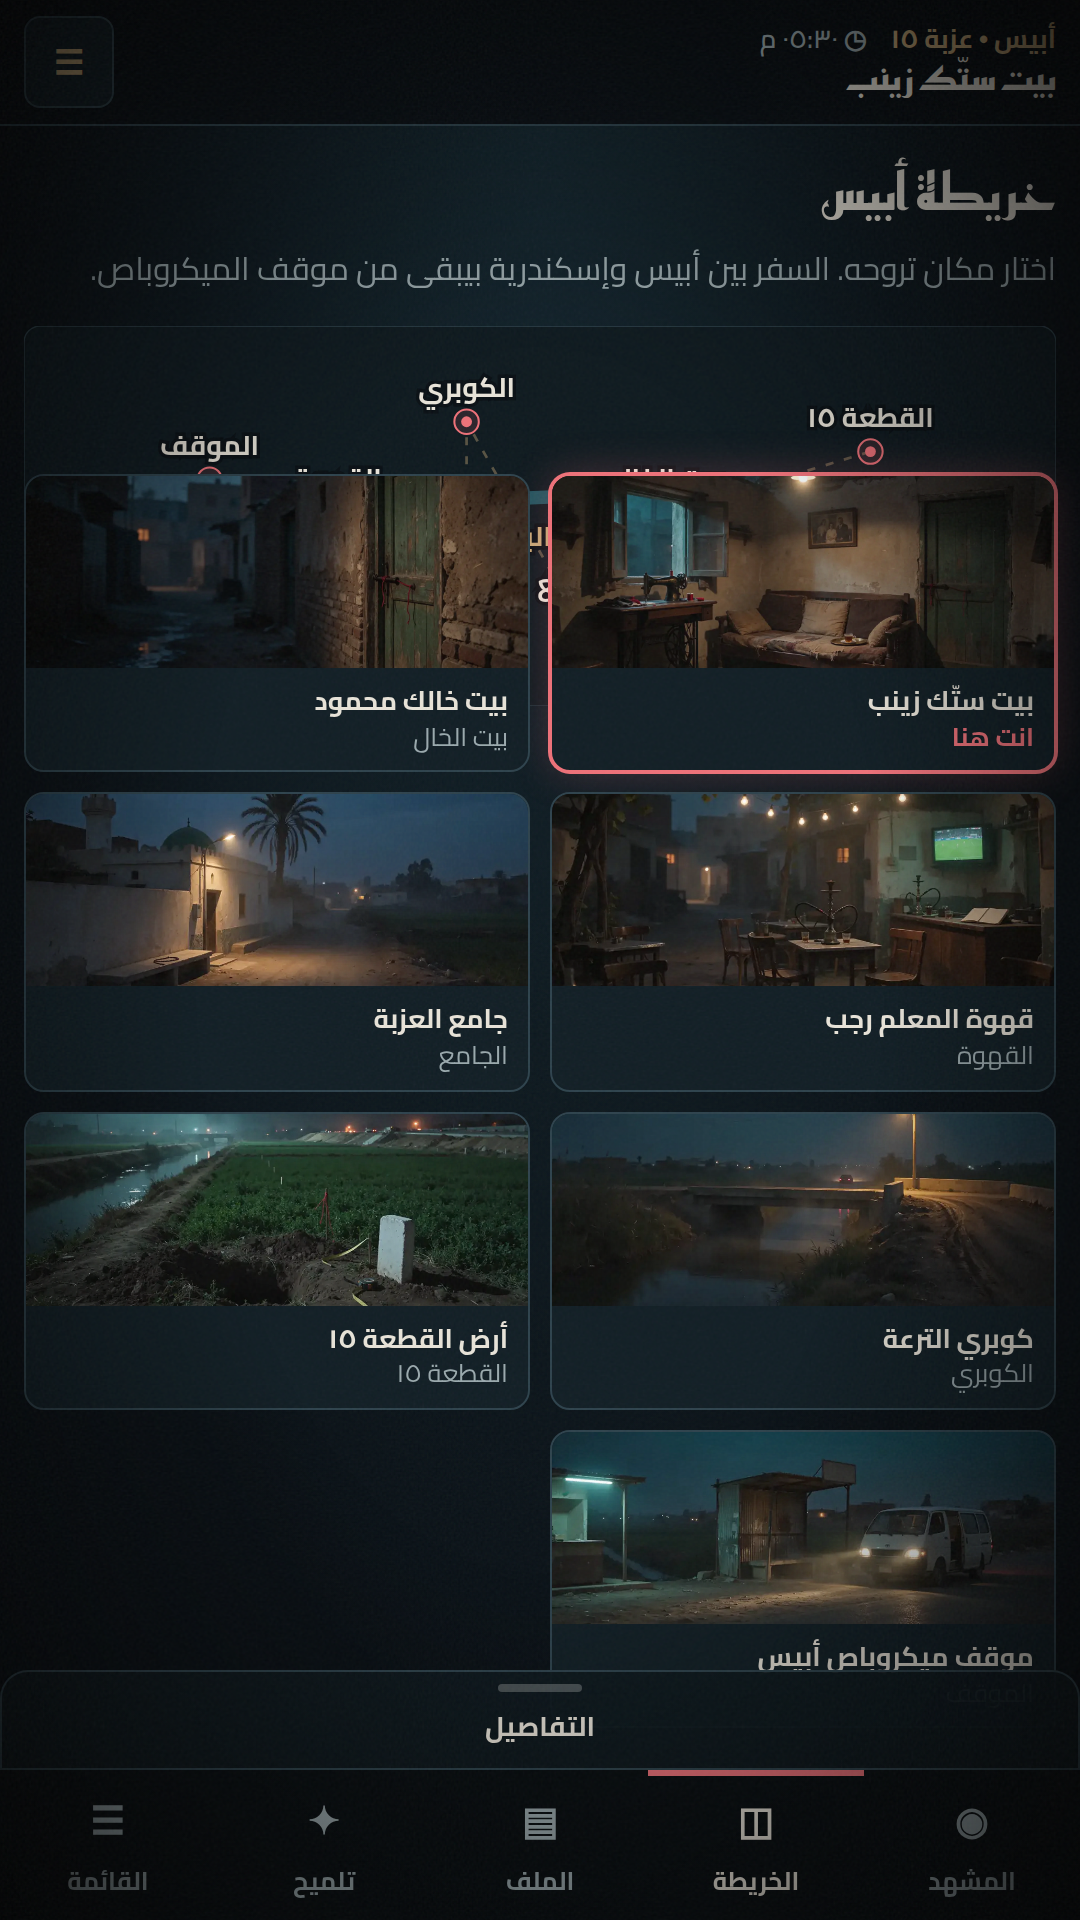 أبيس • عزبة ١٥ ◷ ٠٥:٣٠ م
بيت ستّك زينب
خريطة أبيس
اختار مكان تروحه. السفر بين أبيس وإسكندرية بيبقى من موقف الميكروباص.
الكوبري
القطعة ١٥
الموقف
بيت ستّك زينب
انت هنا
بيت خالك محمود
بيت الخال
قهوة المعلم رجب
القهوة
جامع العزبة
الجامع
كوبري الترعة
الكوبري
أرض القطعة ١٥
القطعة ١٥
موقف ميكروباص أبيس
الموقف
التفاصيل
المشهد
الخريطة
الملف
تلميح
القائمة